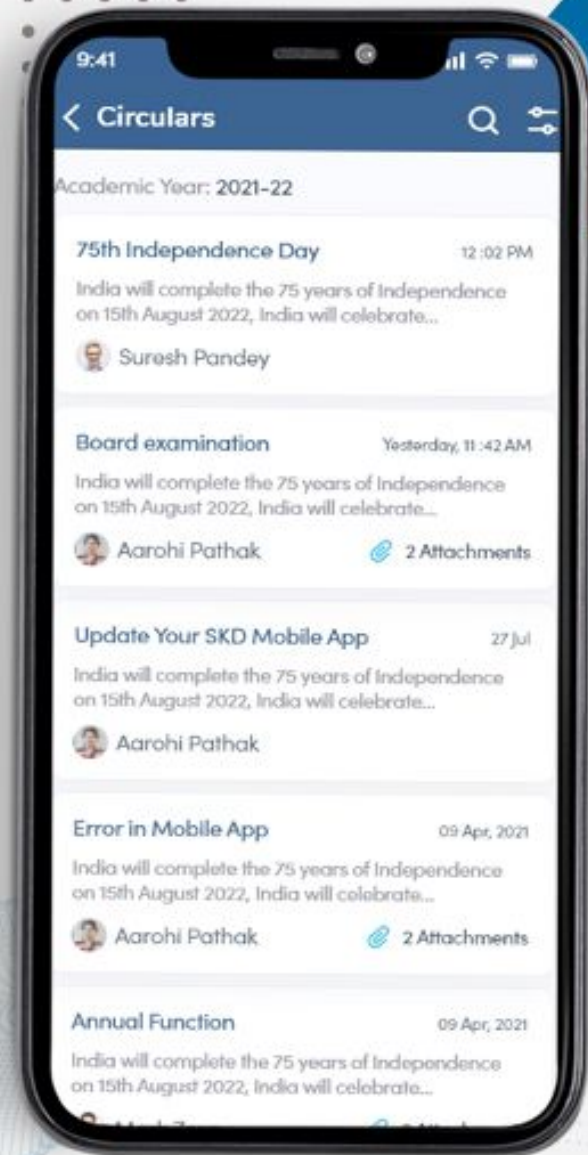 9:41
Circulars
Academic Year: 2021-22
75th Independence Day 12:02 PM
India will complete the 75 years of Independence
on 15th August 2022, India will celebrate...
Suresh Pandey
Board examination Yesterday, 11:42 AM
India will complete the 75 years of Independence
on 15th August 2022, India will celebrate...
Aarohi Pathak 2 Attachments
Update Your SKD Mobile App 27 Jul
India will complete the 75 years of Independence
on 15th August 2022, India will celebrate...
Aarohi Pathak
Error in Mobile App 09 Apr, 2021
India will complete the 75 years of Independence
on 15th August 2022, India will celebrate...
Aarohi Pathak 2 Attachments
Annual Function 09 Apr, 2021
India will complete the 75 years of Independence
on 15th August 2022, India will celebrate...